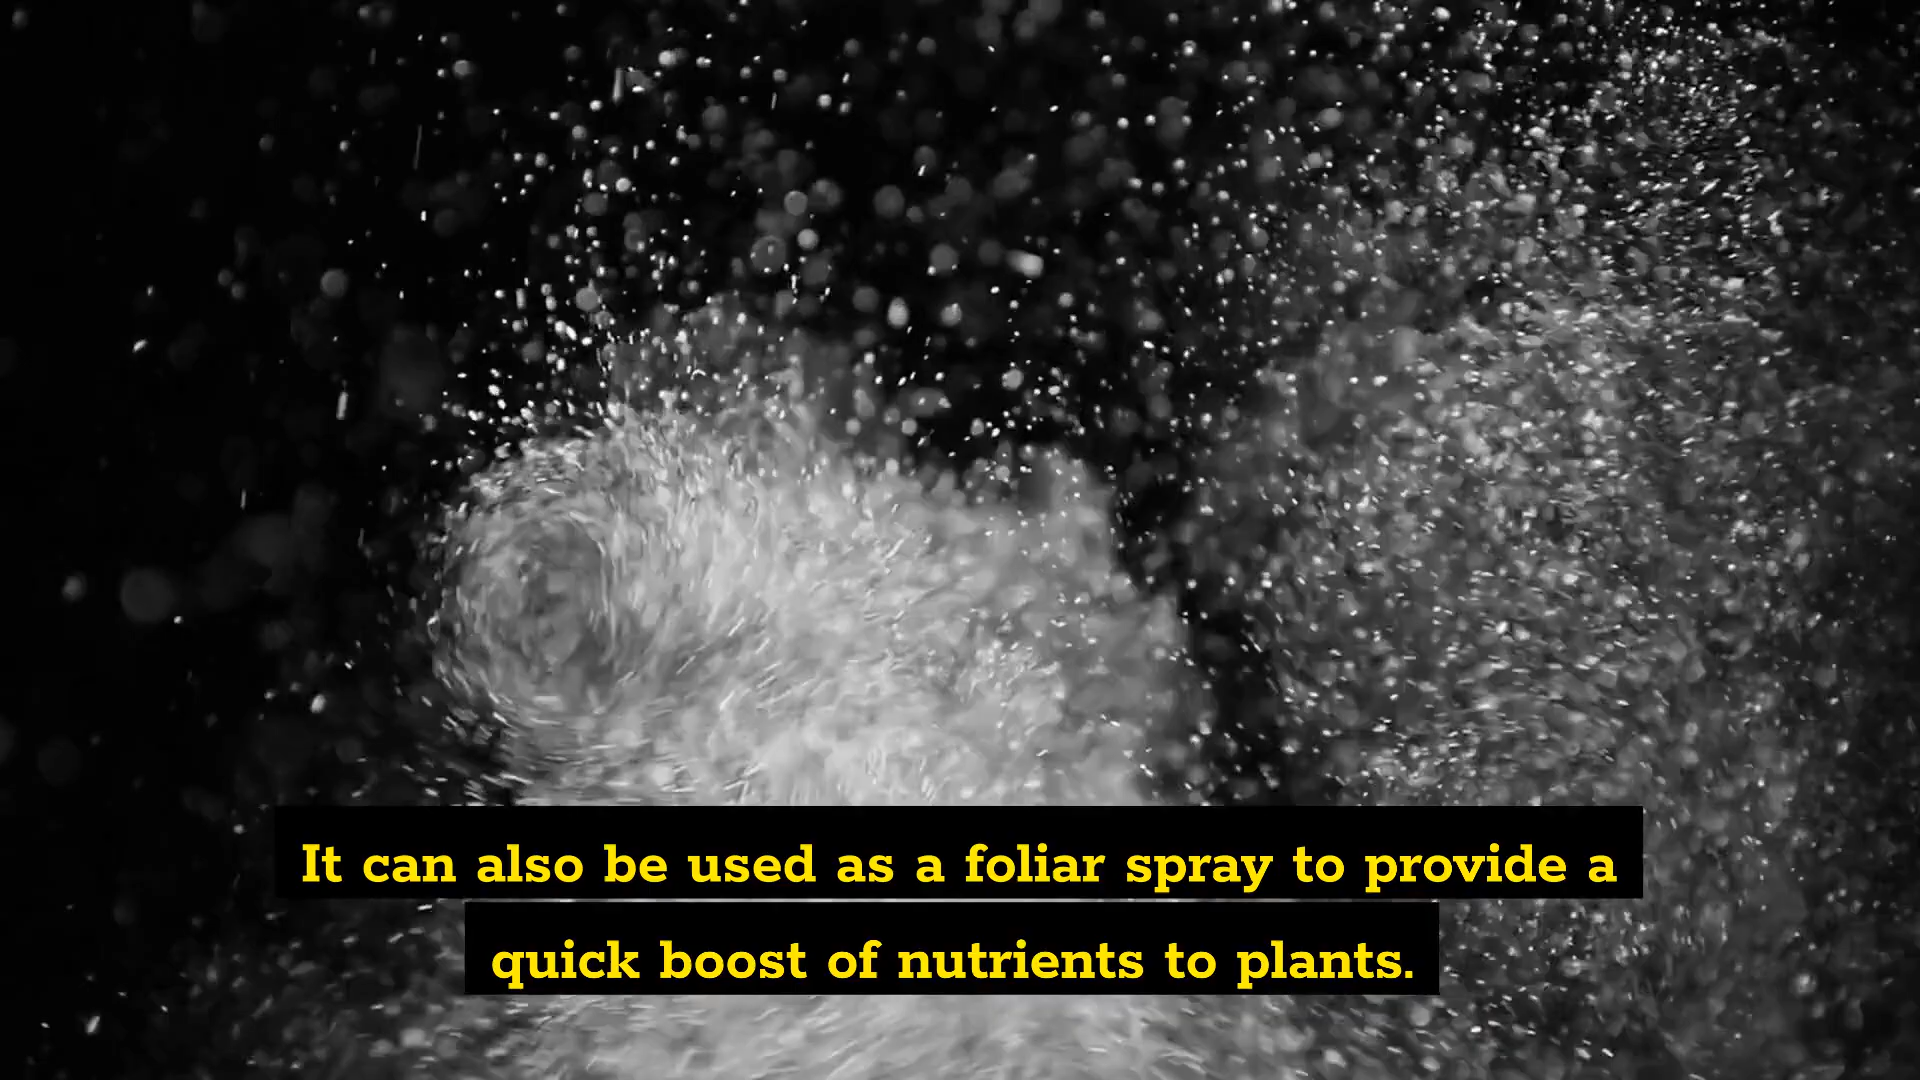 It can also be used as a foliar spray to provide a
quick boost of nutrients to plants.